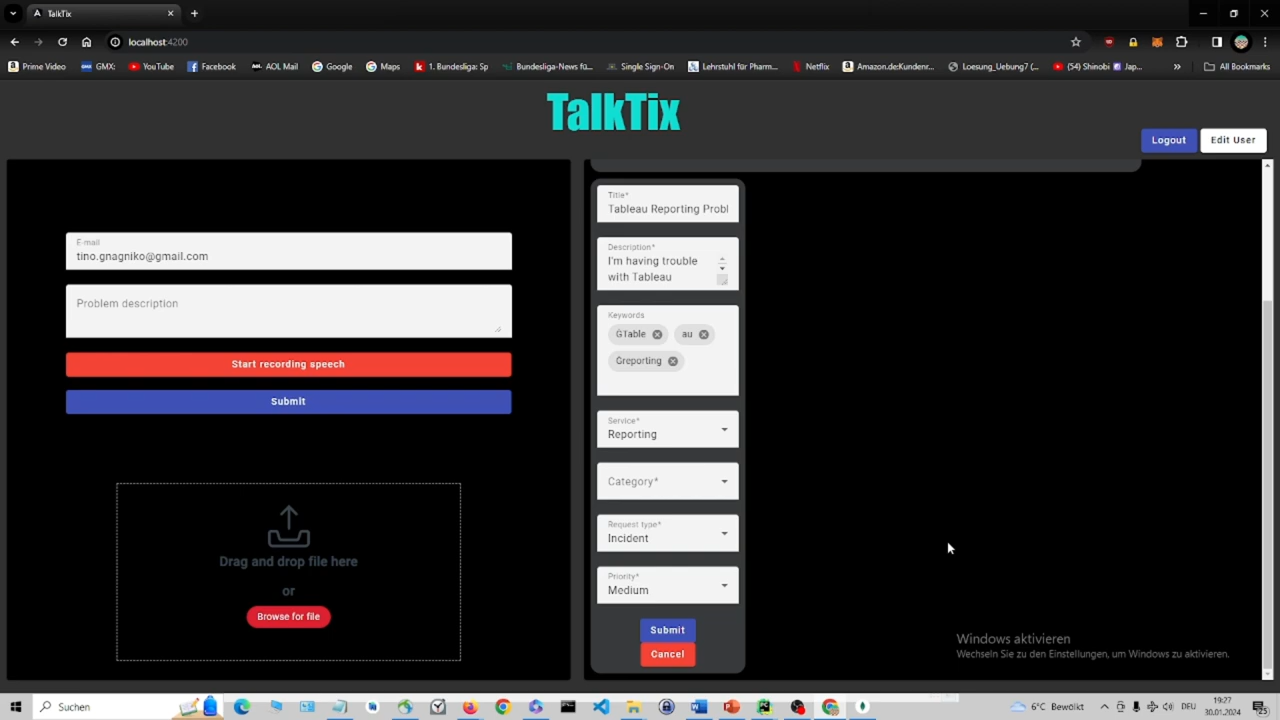 TalkTix
localhost:4200
Prime Video
GMX:
YouTube
Facebook
AOL Mail
Google
Maps
1. Bundesliga: Sp
Bundesliga-News fü...
Single Sign-On
Lehrstuhl für Pharm...
Netflix
Amazon.de:Kundenr...
Loesung_Uebung7 (...
(54) Shinobi
Jap...
»
All Bookmarks
TalkTix
Logout
Edit User
E-mail
tino.gnagniko@gmail.com
Problem description
Start recording speech
Submit
Drag and drop file here
or
Browse for file
Title*
Tableau Reporting Probl
Description*
I'm having trouble
with Tableau
Keywords
ĠTable
au
Ġreporting
Service*
Reporting
Category*
Request type*
Incident
Priority*
Medium
Submit
Cancel
Windows aktivieren
Wechseln Sie zu den Einstellungen, um Windows zu aktivieren.
Suchen
6°C Bewölkt
DEU
19:27
30.01.2024